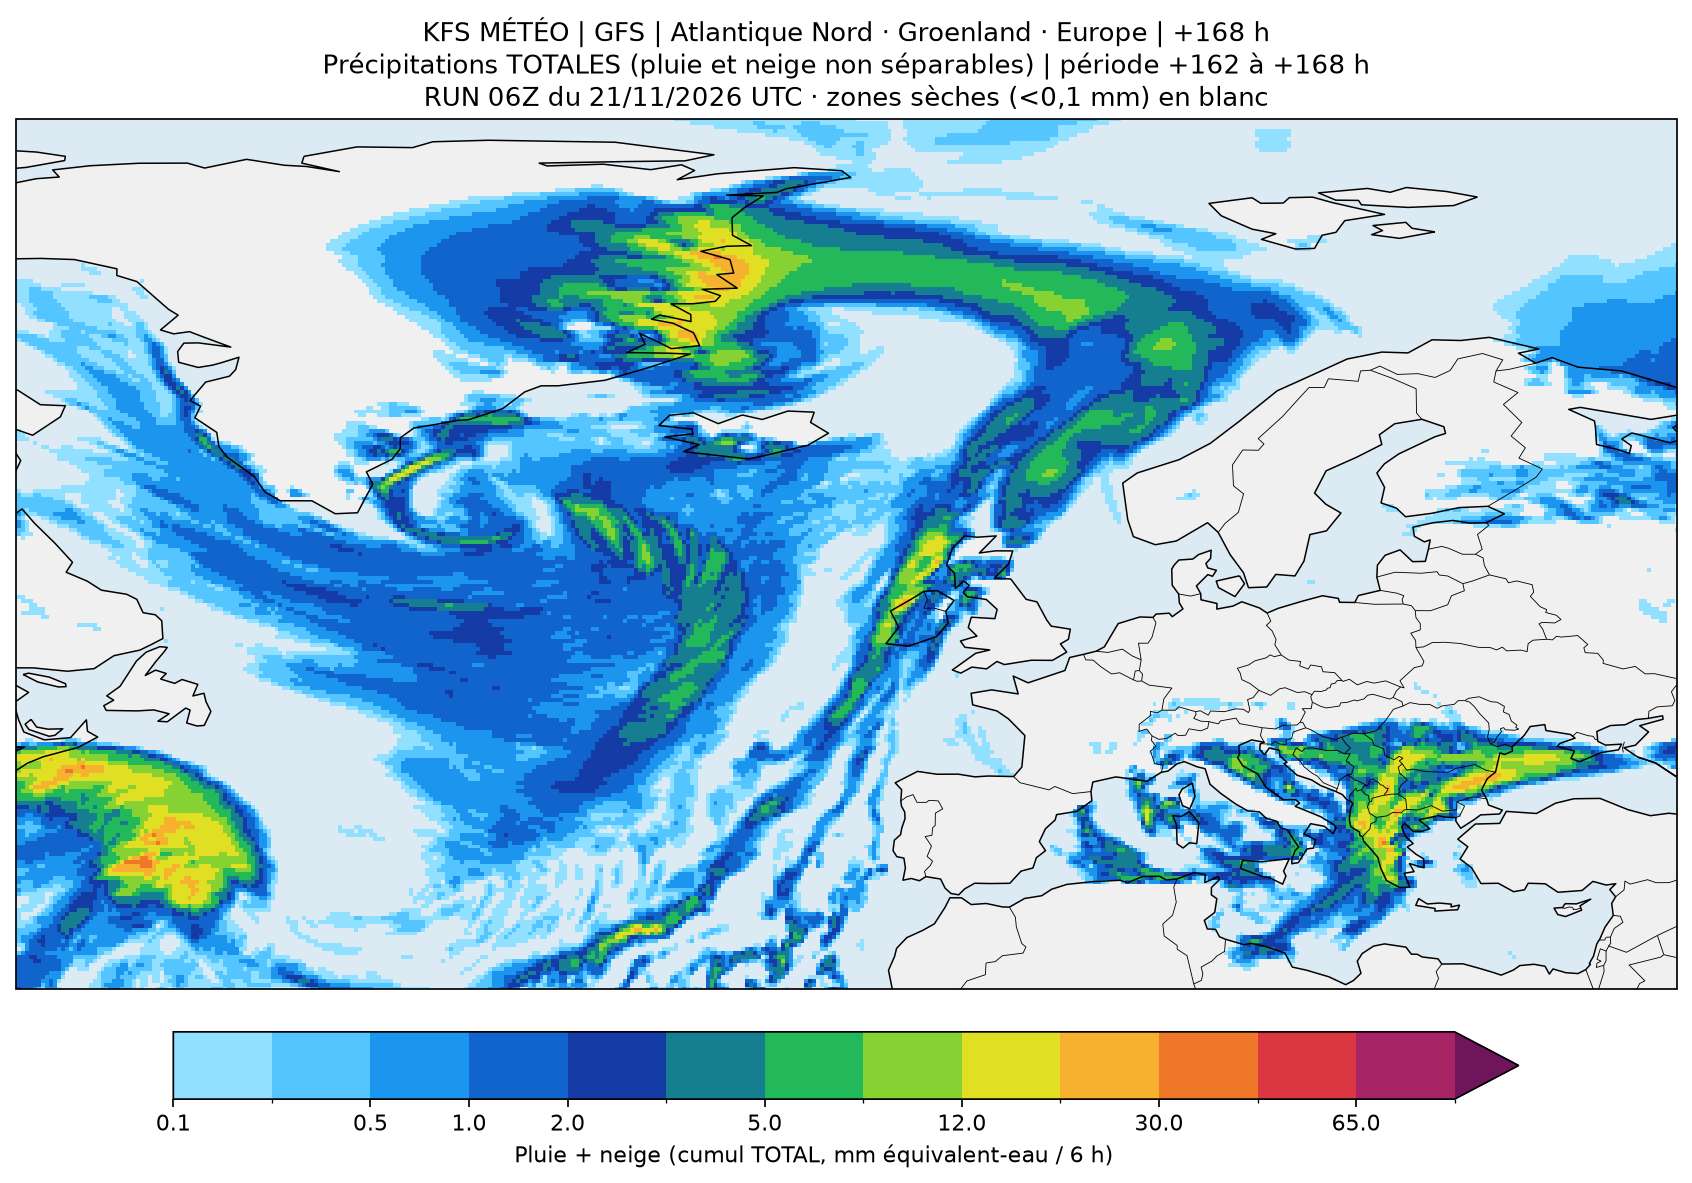 KFS MÉTÉO | GFS | Atlantique Nord · Groenland · Europe | +168 h
Précipitations TOTALES (pluie et neige non séparables) | période +162 à +168 h
RUN 06Z du 21/11/2026 UTC · zones sèches (<0,1 mm) en blanc
0.1 0.5 1.0 2.0 5.0 12.0 30.0 65.0
Pluie + neige (cumul TOTAL, mm équivalent-eau / 6 h)